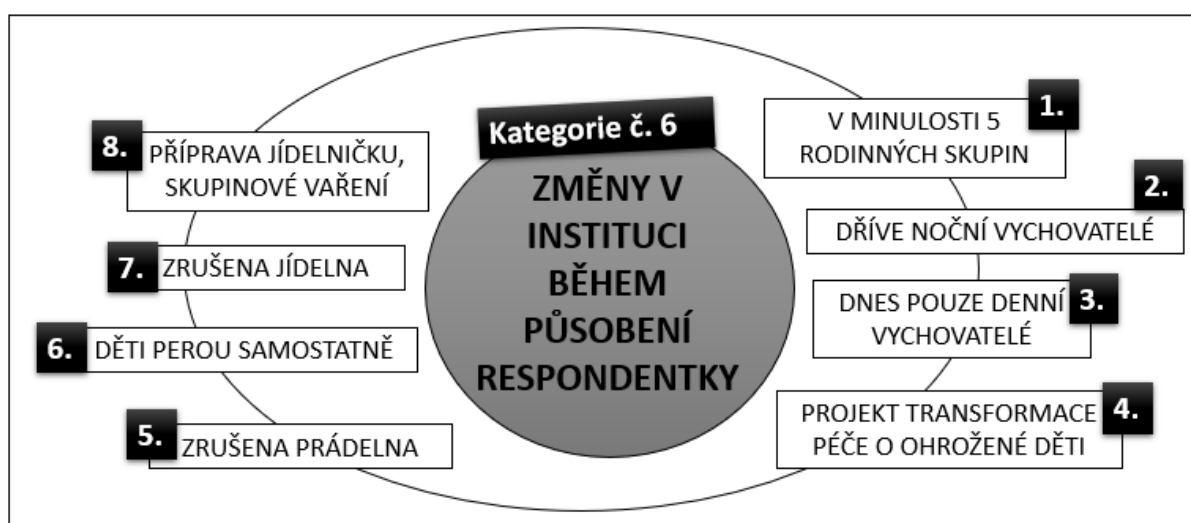 Kategorie č. 6
ZMĚNY V
INSTITUCI
BĚHEM
PŮSOBENÍ
RESPONDENTKY
1.
V MINULOSTI 5
RODINNÝCH SKUPIN
2.
DŘÍVE NOČNÍ VYCHOVATELÉ
3.
DNES POUZE DENNÍ
VYCHOVATELÉ
4.
PROJEKT TRANSFORMACE
PÉČE O OHROŽENÉ DĚTI
5.
ZRUŠENA PRÁDELNA
6.
DĚTI PEROU SAMOSTATNĚ
7.
ZRUŠENA JÍDELNA
8.
PŘÍPRAVA JÍDELNIČKU,
SKUPINOVÉ VAŘENÍ